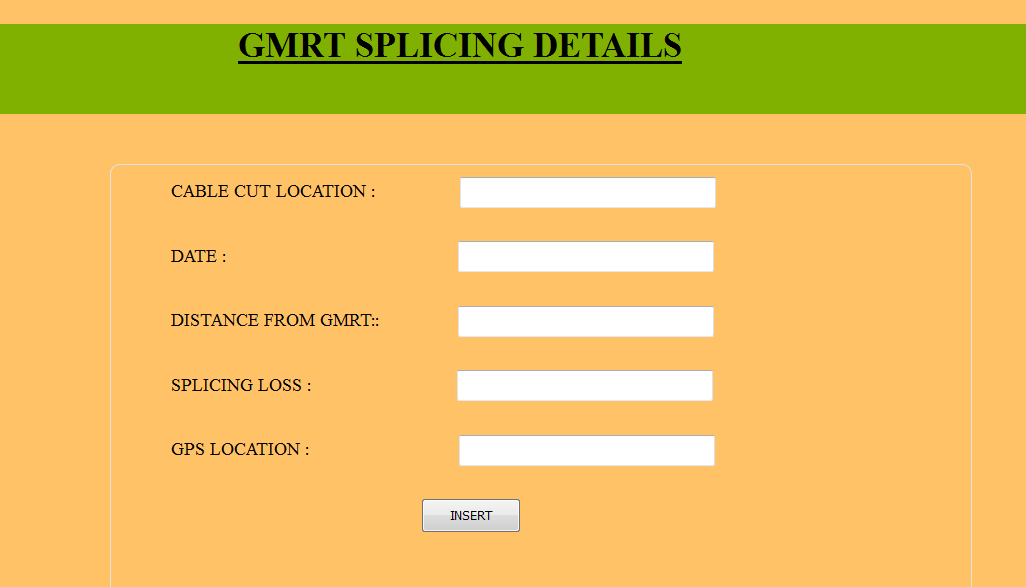 GMRT SPLICING DETAILS
CABLE CUT LOCATION :
DATE :
DISTANCE FROM GMRT::
SPLICING LOSS :
GPS LOCATION :
INSERT